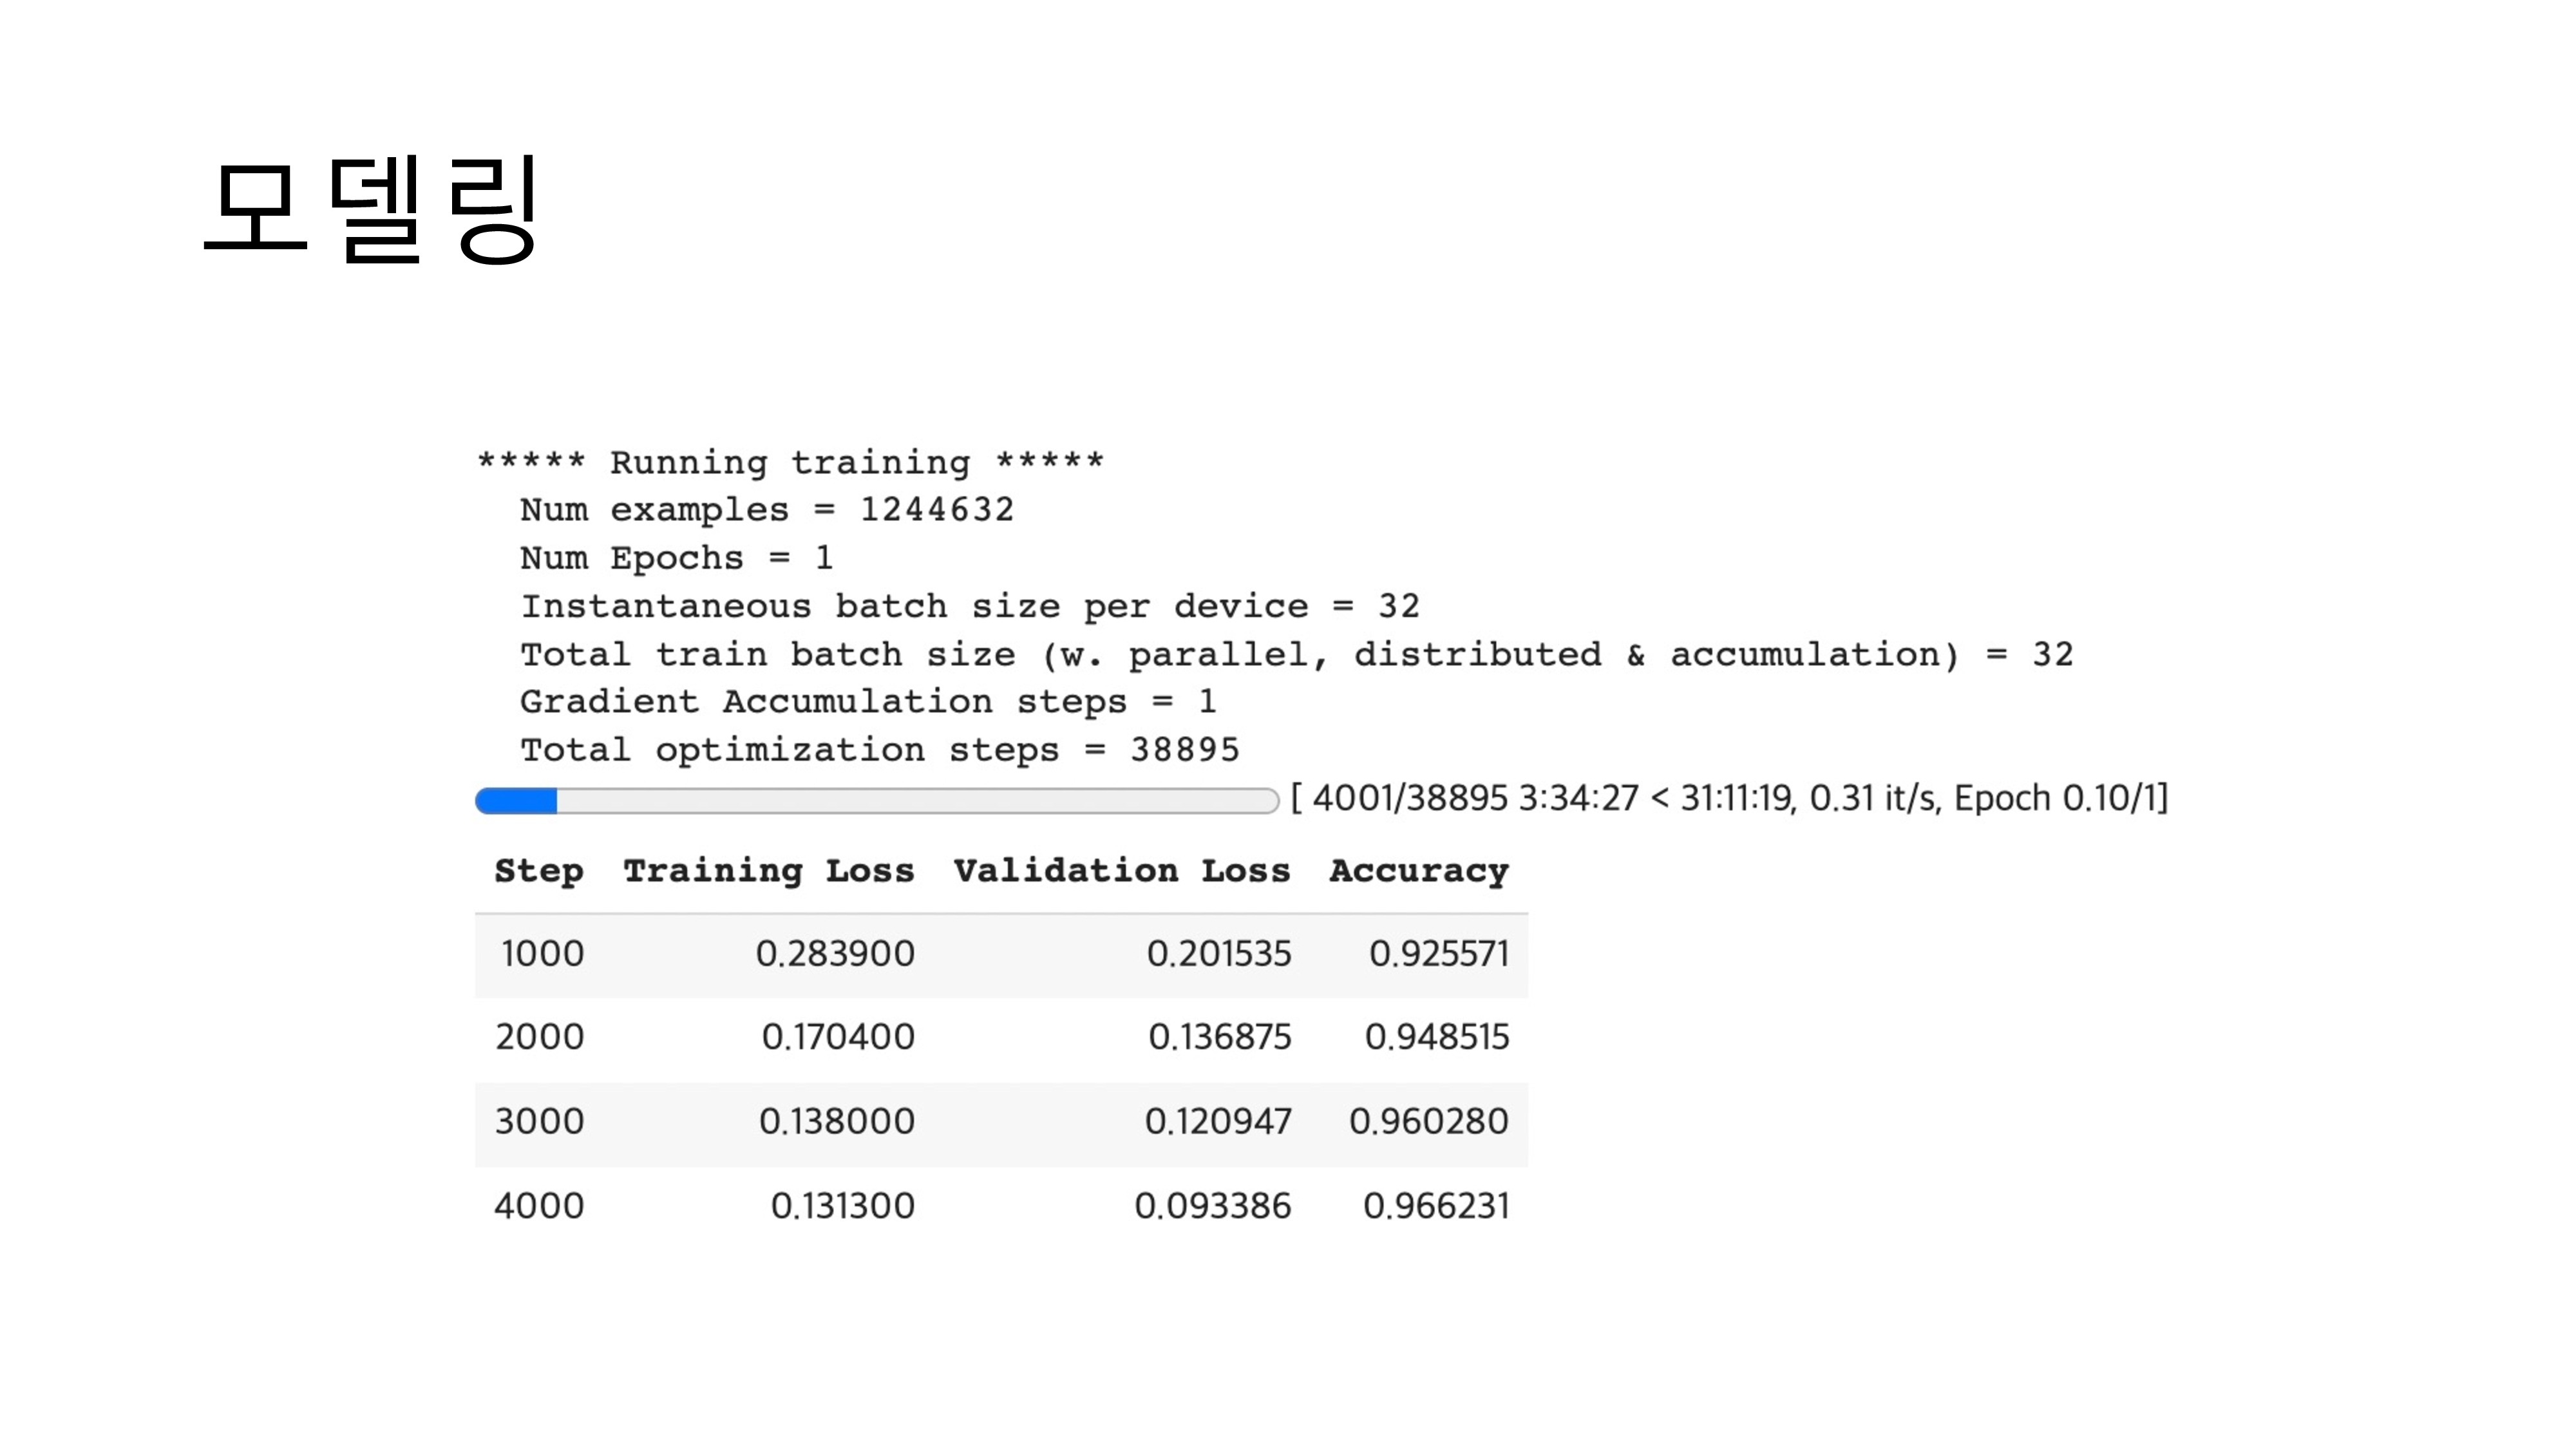 모델링
***** Running training *****
Num examples = 1244632
Num Epochs = 1
Instantaneous batch size per device = 32
Total train batch size (w. parallel, distributed & accumulation) = 32
Gradient Accumulation steps = 1
Total optimization steps = 38895
[ 4001/38895 3:34:27 < 31:11:19, 0.31 it/s, Epoch 0.10/1]
Step Training Loss Validation Loss Accuracy
1000 0.283900 0.201535 0.925571
2000 0.170400 0.136875 0.948515
3000 0.138000 0.120947 0.960280
4000 0.131300 0.093386 0.966231